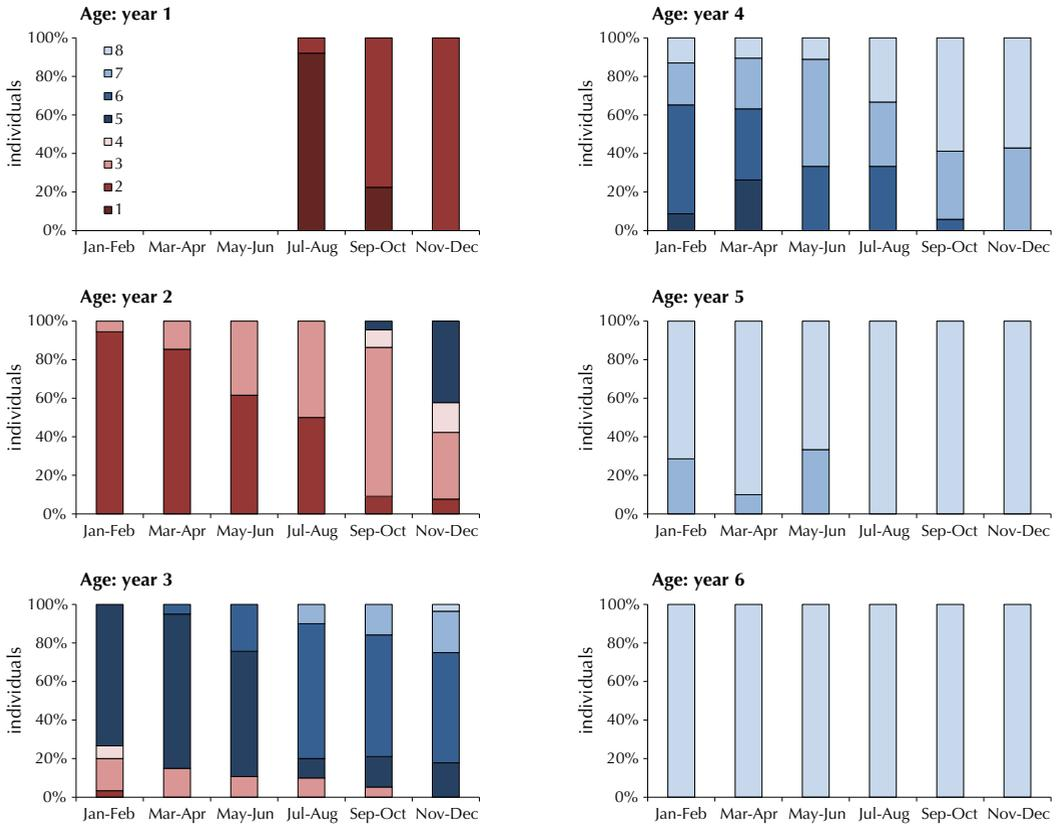 Age: year 1
individuals
100%
80%
60%
40%
20%
0%
8
7
6
5
4
3
2
1
Jan-Feb Mar-Apr May-Jun Jul-Aug Sep-Oct Nov-Dec
Age: year 4
individuals
100%
80%
60%
40%
20%
0%
Jan-Feb Mar-Apr May-Jun Jul-Aug Sep-Oct Nov-Dec
Age: year 2
individuals
100%
80%
60%
40%
20%
0%
Jan-Feb Mar-Apr May-Jun Jul-Aug Sep-Oct Nov-Dec
Age: year 5
individuals
100%
80%
60%
40%
20%
0%
Jan-Feb Mar-Apr May-Jun Jul-Aug Sep-Oct Nov-Dec
Age: year 3
individuals
100%
80%
60%
40%
20%
0%
Jan-Feb Mar-Apr May-Jun Jul-Aug Sep-Oct Nov-Dec
Age: year 6
individuals
100%
80%
60%
40%
20%
0%
Jan-Feb Mar-Apr May-Jun Jul-Aug Sep-Oct Nov-Dec